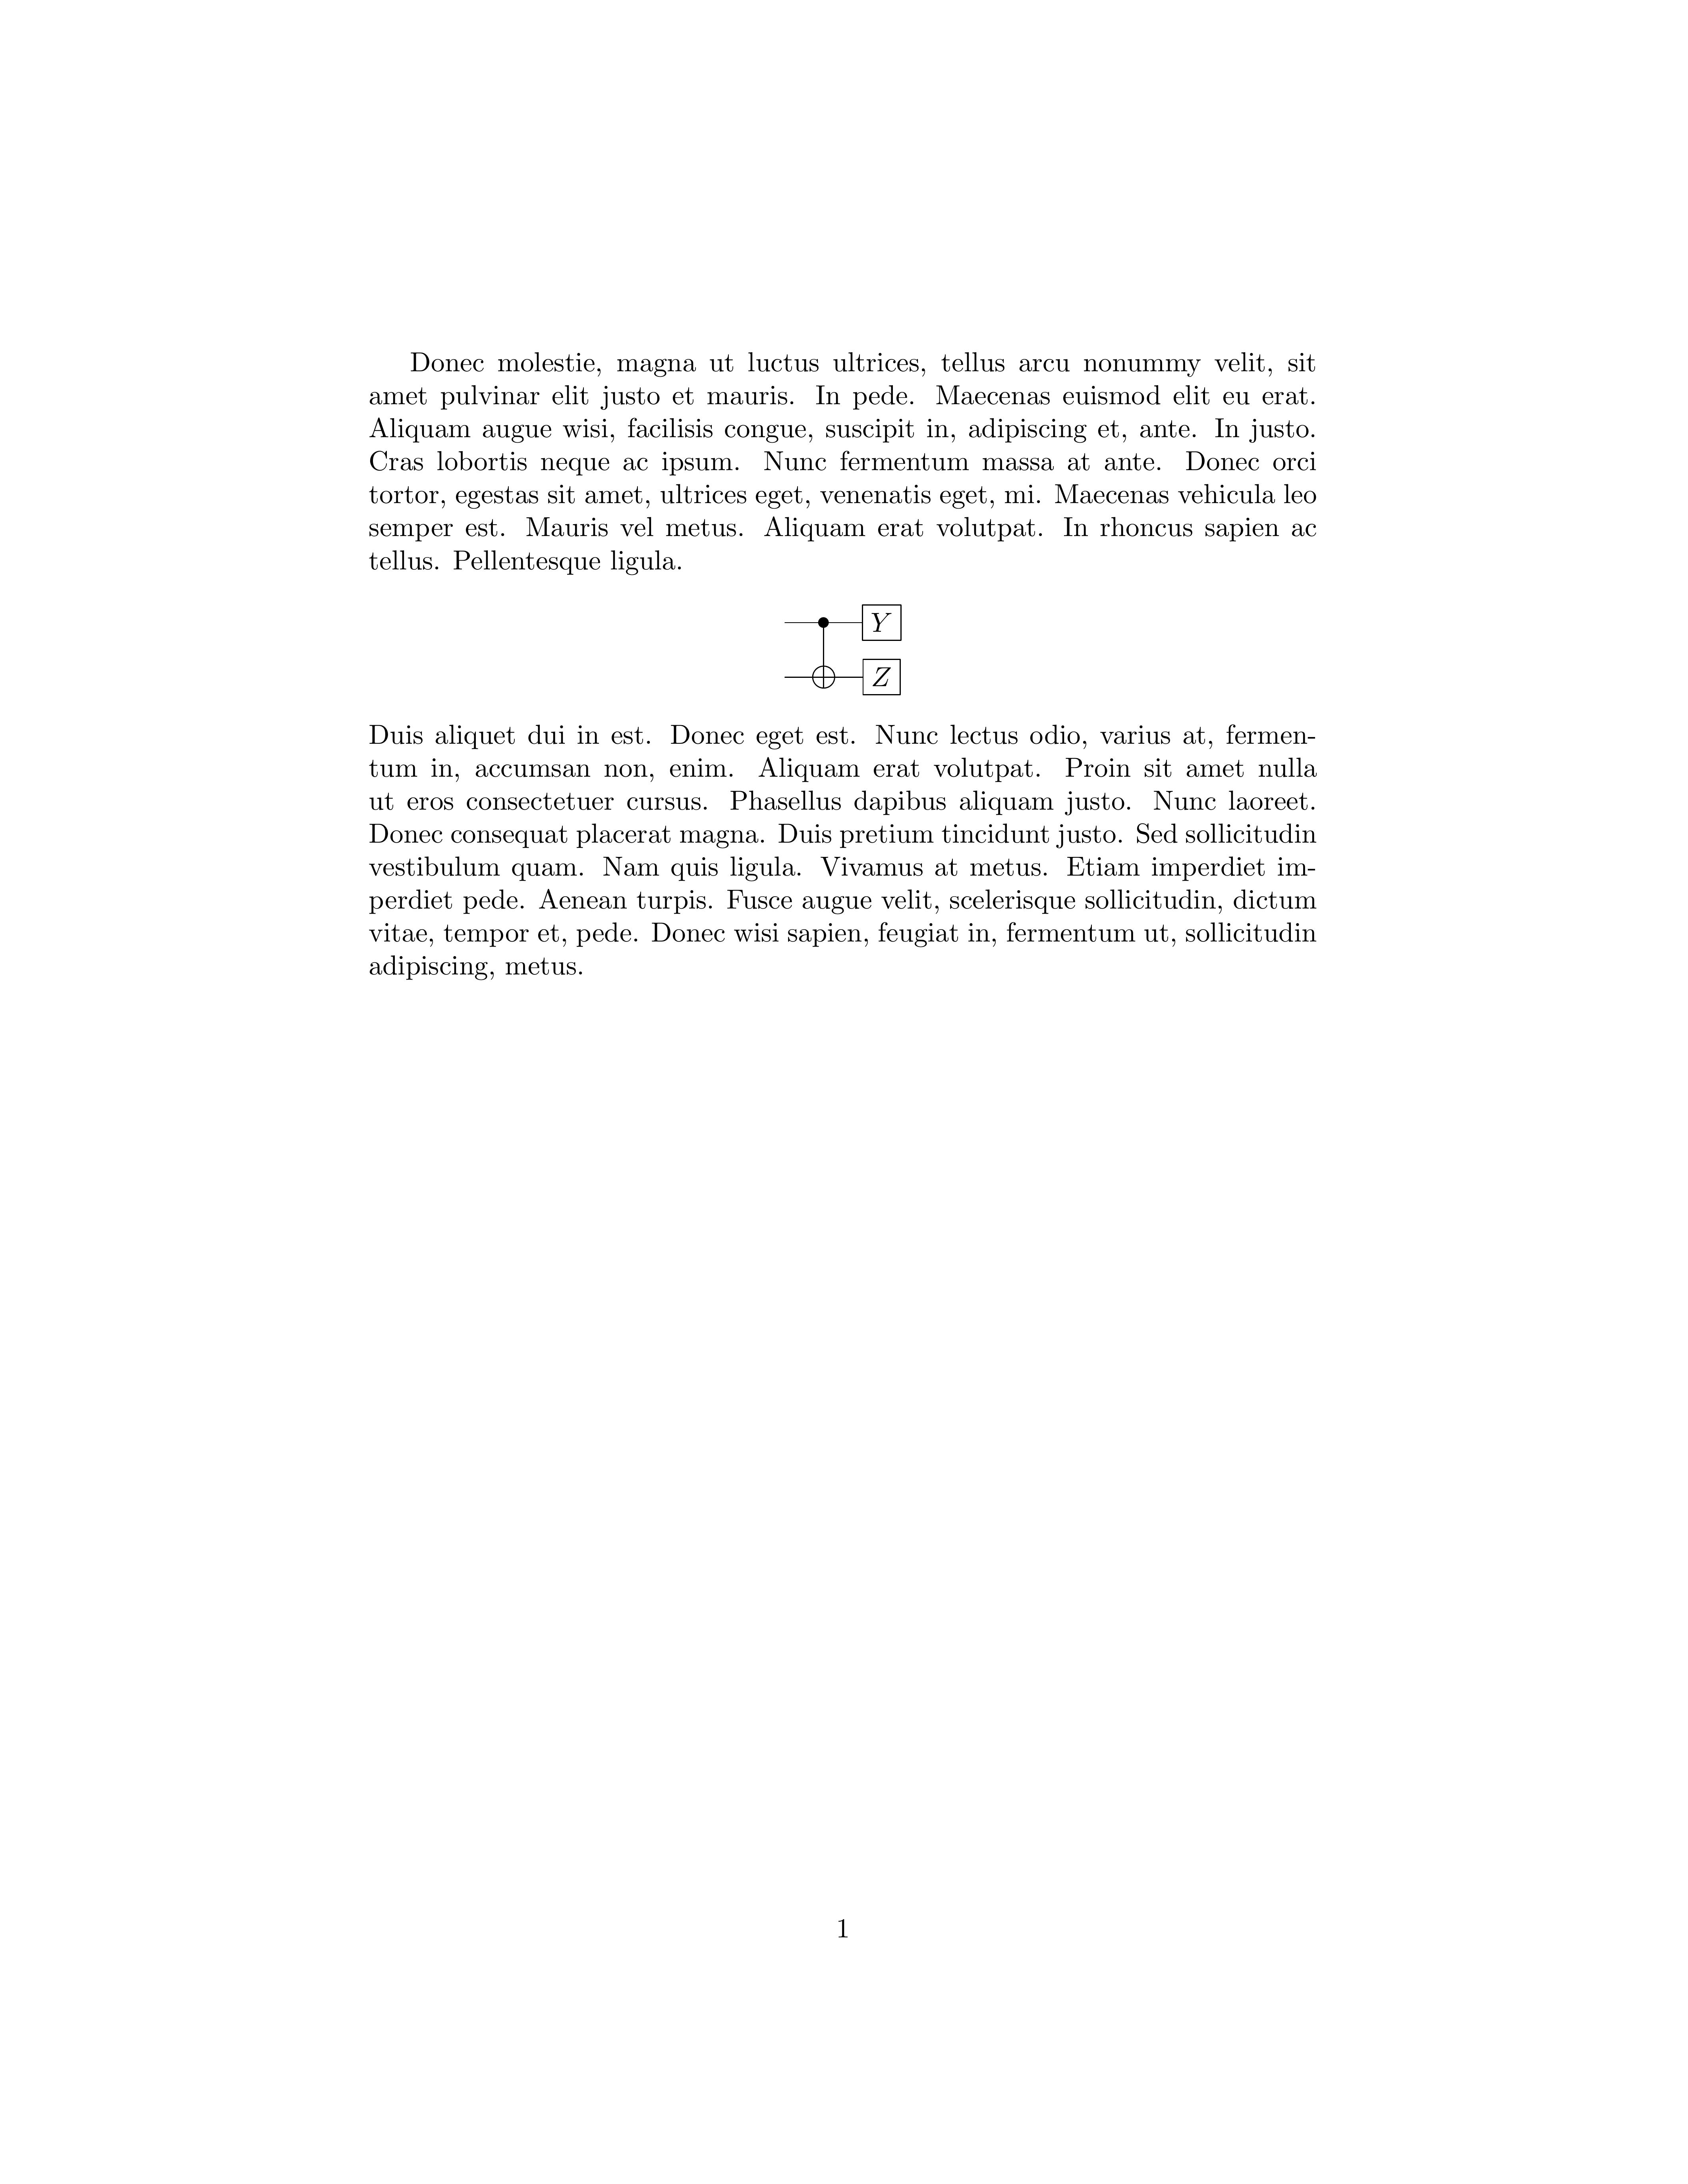 Donec molestie, magna ut luctus ultrices, tellus arcu nonummy velit, sit
amet pulvinar elit justo et mauris. In pede. Maecenas euismod elit eu erat.
Aliquam augue wisi, facilisis congue, suscipit in, adipiscing et, ante. In justo.
Cras lobortis neque ac ipsum. Nunc fermentum massa at ante. Donec orci
tortor, egestas sit amet, ultrices eget, venenatis eget, mi. Maecenas vehicula leo
semper est. Mauris vel metus. Aliquam erat volutpat. In rhoncus sapien ac
tellus. Pellentesque ligula.
Y
Z
Duis aliquet dui in est. Donec eget est. Nunc lectus odio, varius at, fermen-
tum in, accumsan non, enim. Aliquam erat volutpat. Proin sit amet nulla
ut eros consectetuer cursus. Phasellus dapibus aliquam justo. Nunc laoreet.
Donec consequat placerat magna. Duis pretium tincidunt justo. Sed sollicitudin
vestibulum quam. Nam quis ligula. Vivamus at metus. Etiam imperdiet im-
perdiet pede. Aenean turpis. Fusce augue velit, scelerisque sollicitudin, dictum
vitae, tempor et, pede. Donec wisi sapien, feugiat in, fermentum ut, sollicitudin
adipiscing, metus.
1